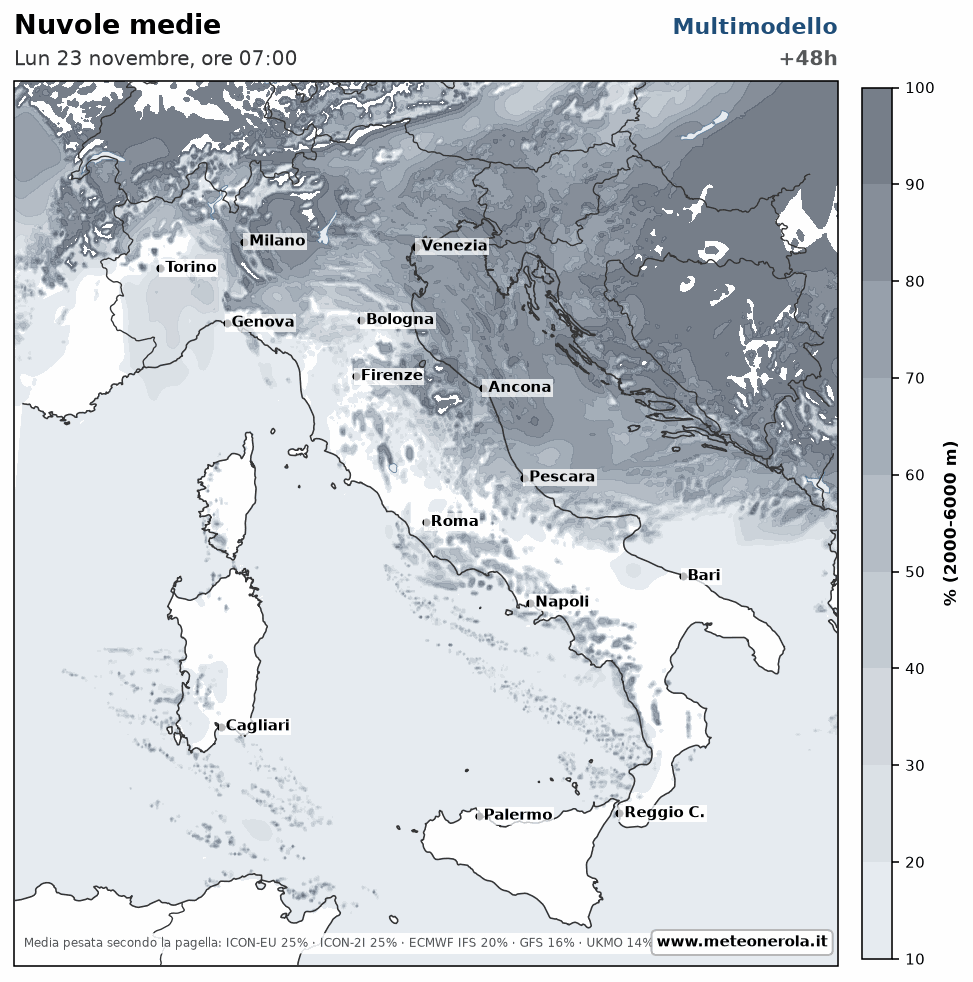 Nuvole medie
Multimodello
Lun 23 novembre, ore 07:00
+48h
100
90
80
70
60
50
40
30
20
10
% (2000-6000 m)
Milano
Venezia
Torino
Genova
Bologna
Firenze
Ancona
Pescara
Roma
Bari
Napoli
Cagliari
Palermo
Reggio C.
Media pesata secondo la pagella: ICON-EU 25% · ICON-2I 25% · ECMWF IFS 20% · GFS 16% · UKMO 14%
www.meteonerola.it